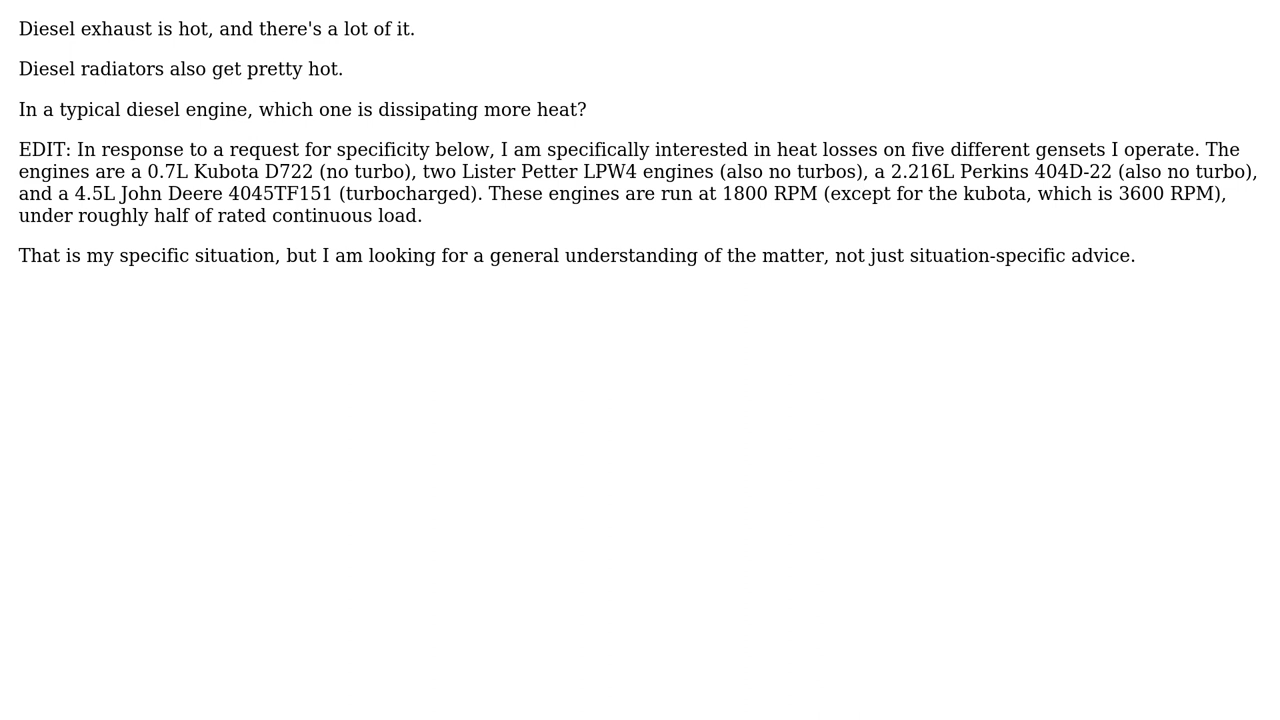 Diesel exhaust is hot, and there's a lot of it.
Diesel radiators also get pretty hot.
In a typical diesel engine, which one is dissipating more heat?
EDIT: In response to a request for specificity below, I am specifically interested in heat losses on five different gensets I operate. The
engines are a 0.7L Kubota D722 (no turbo), two Lister Petter LPW4 engines (also no turbos), a 2.216L Perkins 404D-22 (also no turbo),
and a 4.5L John Deere 4045TF151 (turbocharged). These engines are run at 1800 RPM (except for the kubota, which is 3600 RPM),
under roughly half of rated continuous load.
That is my specific situation, but I am looking for a general understanding of the matter, not just situation-specific advice.